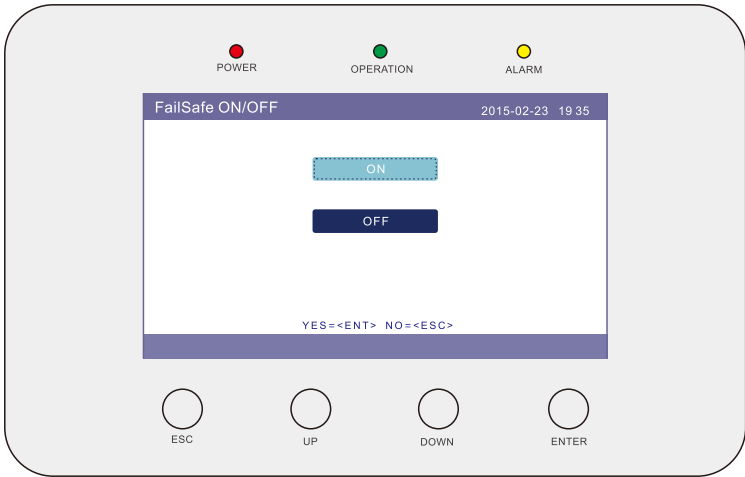 POWER OPERATION ALARM
FailSafe ON/OFF 2015-02-23 19 35
ON
OFF
YES=<ENT> NO=<ESC>
ESC UP DOWN ENTER